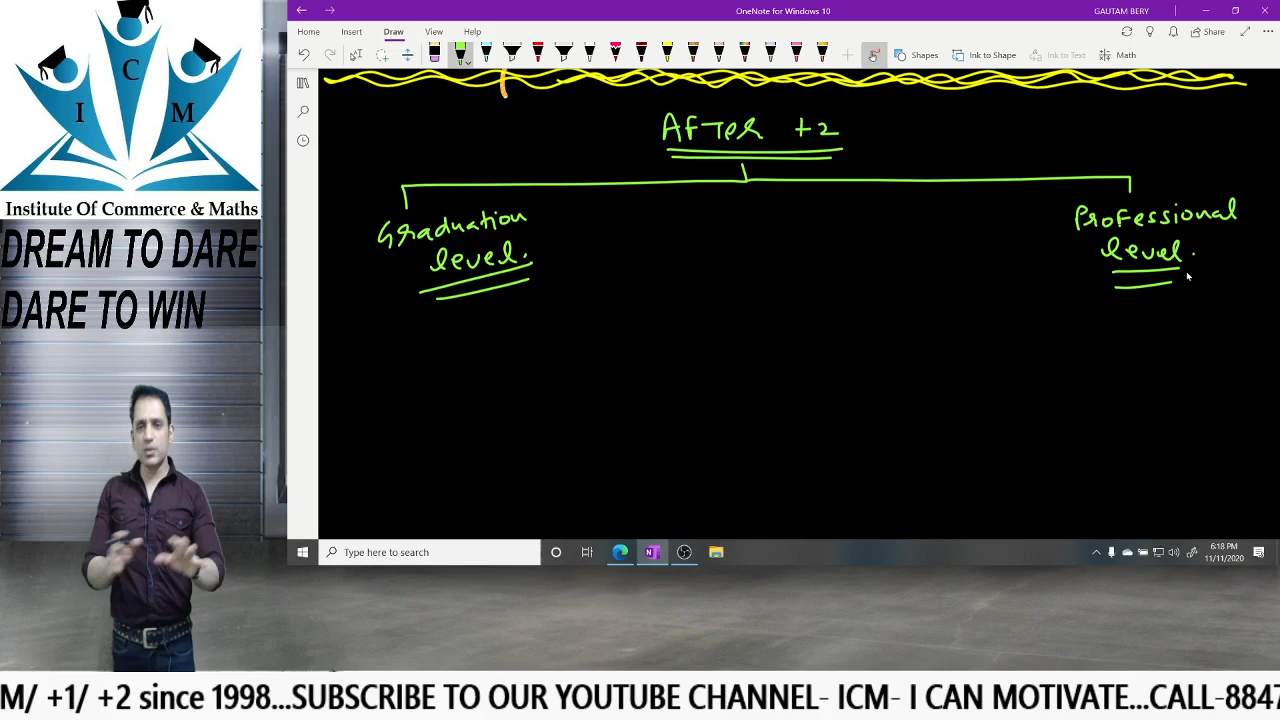 I
C
M
Institute Of Commerce & Maths
DREAM TO DARE
DARE TO WIN
OneNote for Windows 10
GAUTAM BERY
Home
Insert
Draw
View
Help
Share
Shapes
Ink to Shape
Ink to Text
Math
AFTER +2
Graduation
level.
Professional
level.
Type here to search
6:18 PM
11/11/2020
M/ +1/ +2 since 1998...SUBSCRIBE TO OUR YOUTUBE CHANNEL- ICM- I CAN MOTIVATE...CALL-8847